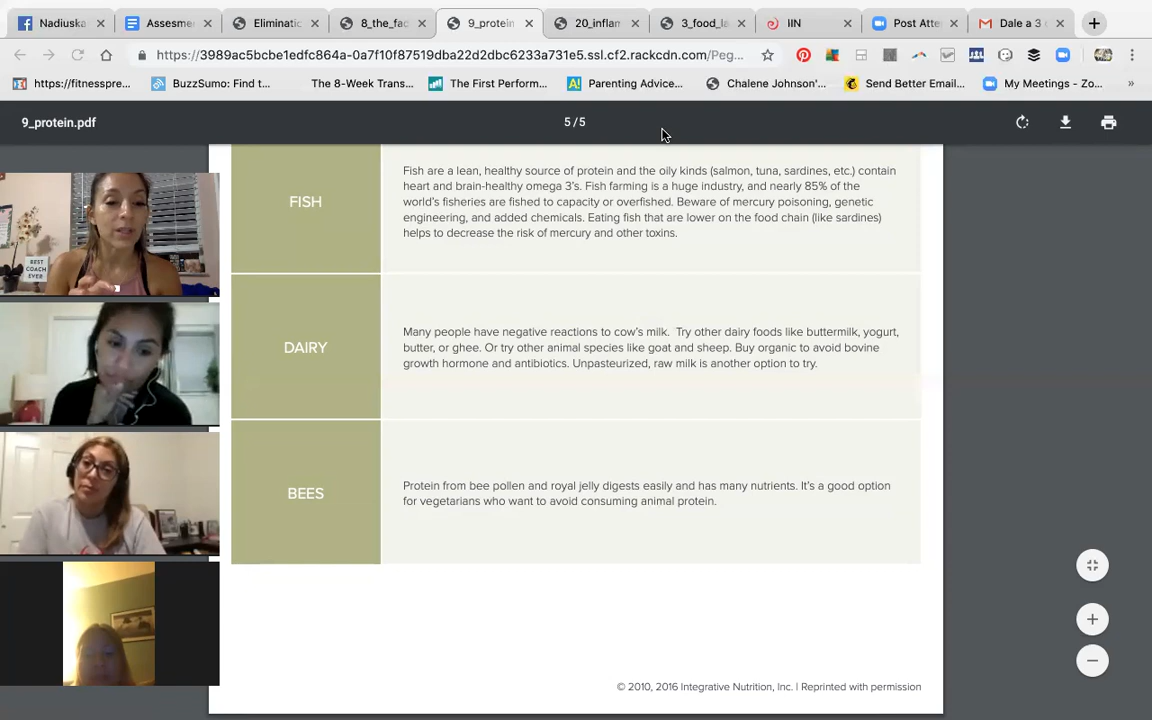 Nadiuska
Assessme
Eliminatio
8_the_fac
9_protein
20_inflam
3_food_la
IIN
Post Atte
Dale a 3
https://3989ac5bcbe1edfc864a-0a7f10f87519dba22d2dbc6233a731e5.ssl.cf2.rackcdn.com/Peg...
https://fitnesspre...
BuzzSumo: Find t...
The 8-Week Trans...
The First Perform...
Parenting Advice...
Chalene Johnson'...
Send Better Email...
My Meetings - Zo...
»
9_protein.pdf
5 / 5
FISH
Fish are a lean, healthy source of protein and the oily kinds (salmon, tuna, sardines, etc.) contain
heart and brain-healthy omega 3's. Fish farming is a huge industry, and nearly 85% of the
world's fisheries are fished to capacity or overfished. Beware of mercury poisoning, genetic
engineering, and added chemicals. Eating fish that are lower on the food chain (like sardines)
helps to decrease the risk of mercury and other toxins.
BEST
COACH
EVER
DAIRY
Many people have negative reactions to cow's milk. Try other dairy foods like buttermilk, yogurt,
butter, or ghee. Or try other animal species like goat and sheep. Buy organic to avoid bovine
growth hormone and antibiotics. Unpasteurized, raw milk is another option to try.
BEES
Protein from bee pollen and royal jelly digests easily and has many nutrients. It's a good option
for vegetarians who want to avoid consuming animal protein.
© 2010, 2016 Integrative Nutrition, Inc. | Reprinted with permission